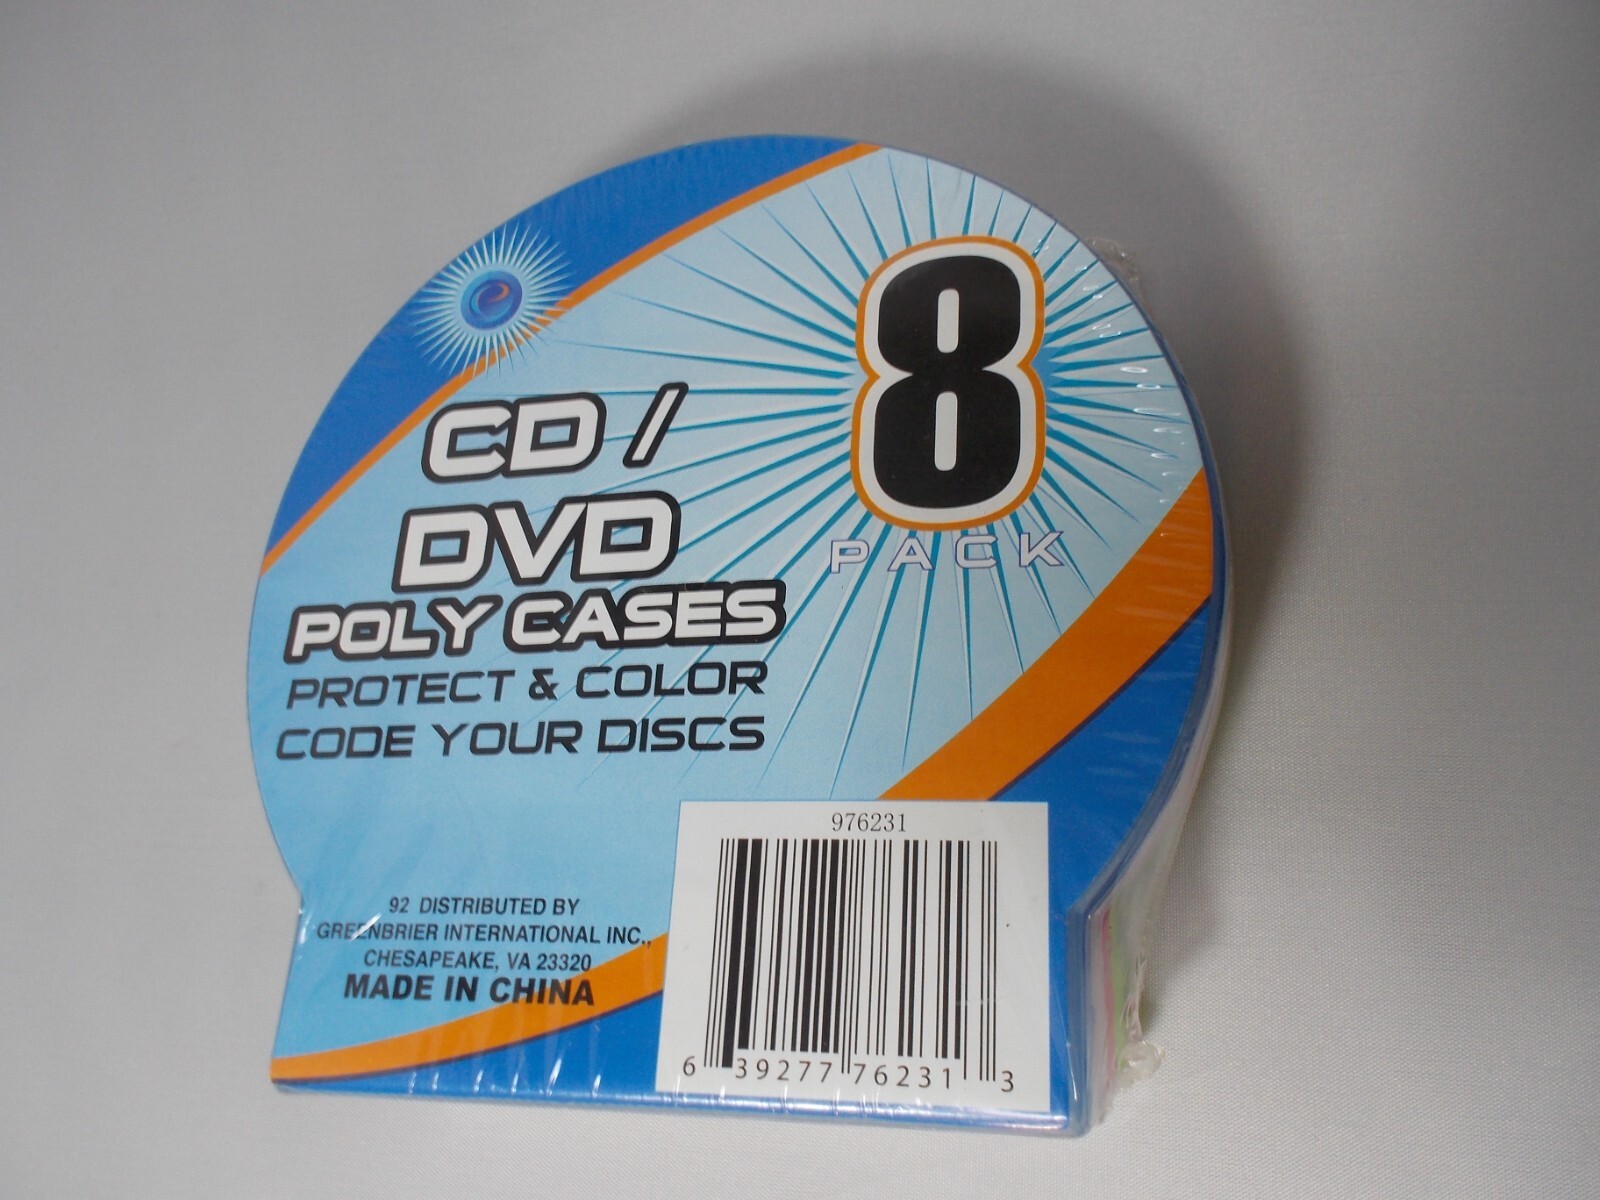 8
PACK
CD /
DVD
POLY CASES
PROTECT & COLOR
CODE YOUR DISCS
92 DISTRIBUTED BY
GREENBRIER INTERNATIONAL INC.,
CHESAPEAKE, VA 23320
MADE IN CHINA
976231
6 39277 76231 3